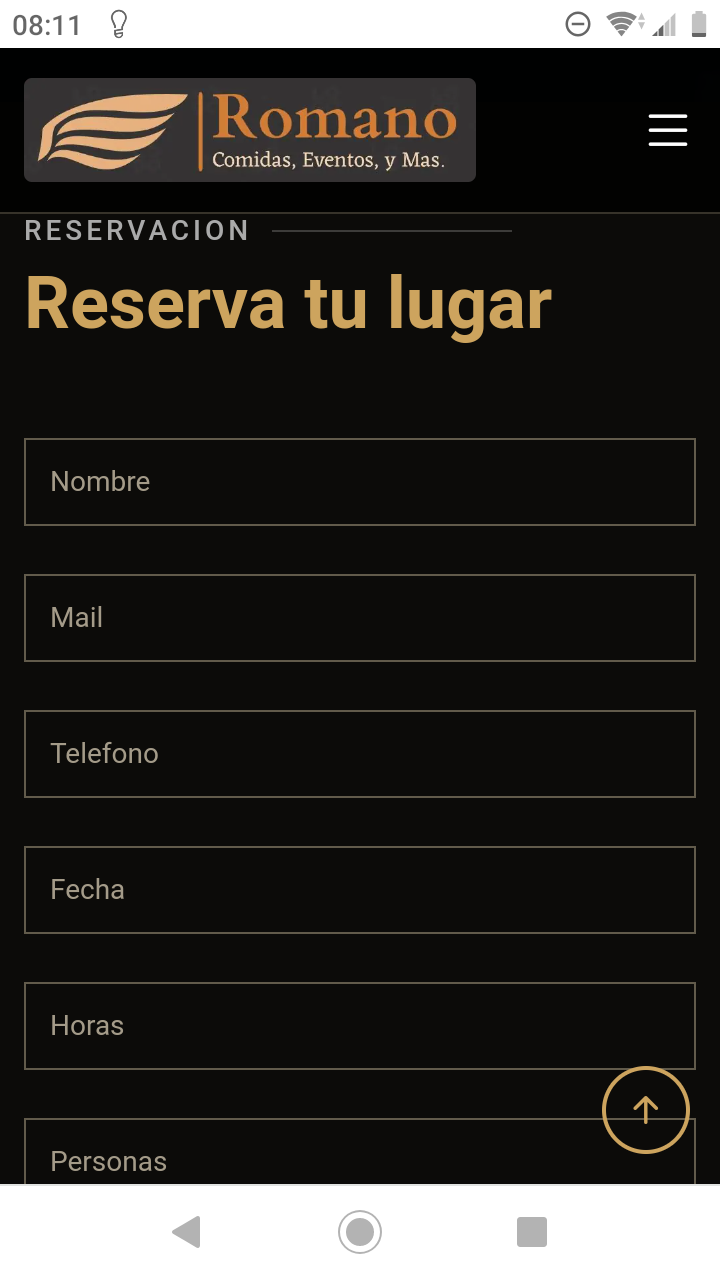 08:11
Romano
Comidas, Eventos, y Mas.
RESERVACION
Reserva tu lugar
Nombre
Mail
Telefono
Fecha
Horas
Personas